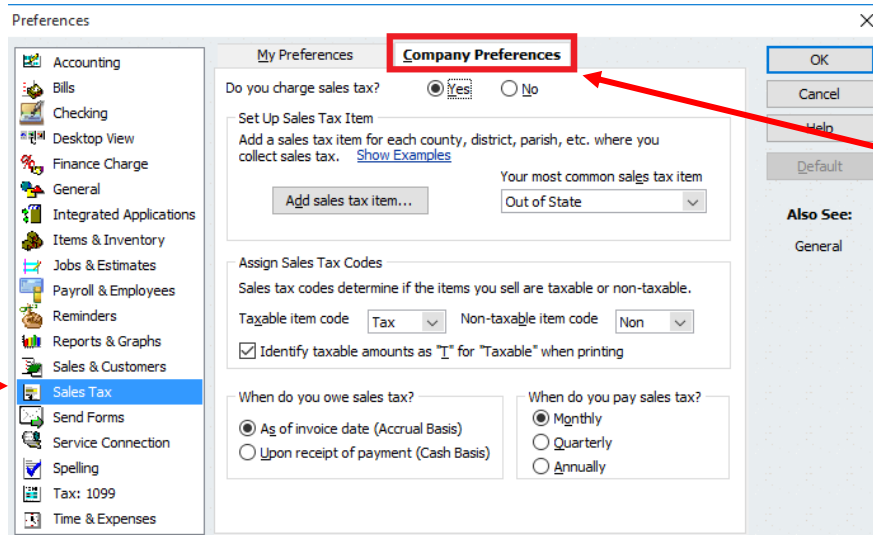 Preferences
Accounting
Bills
Checking
Desktop View
Finance Charge
General
Integrated Applications
Items & Inventory
Jobs & Estimates
Payroll & Employees
Reminders
Reports & Graphs
Sales & Customers
Sales Tax
Send Forms
Service Connection
Spelling
Tax: 1099
Time & Expenses
My Preferences
Company Preferences
Do you charge sales tax? Yes No
Set Up Sales Tax Item
Add a sales tax item for each county, district, parish, etc. where you
collect sales tax. Show Examples
Your most common sales tax item
Add sales tax item... Out of State
Assign Sales Tax Codes
Sales tax codes determine if the items you sell are taxable or non-taxable.
Taxable item code Tax Non-taxable item code Non
Identify taxable amounts as "T" for "Taxable" when printing
When do you owe sales tax?
As of invoice date (Accrual Basis)
Upon receipt of payment (Cash Basis)
When do you pay sales tax?
Monthly
Quarterly
Annually
OK
Cancel
Help
Default
Also See:
General